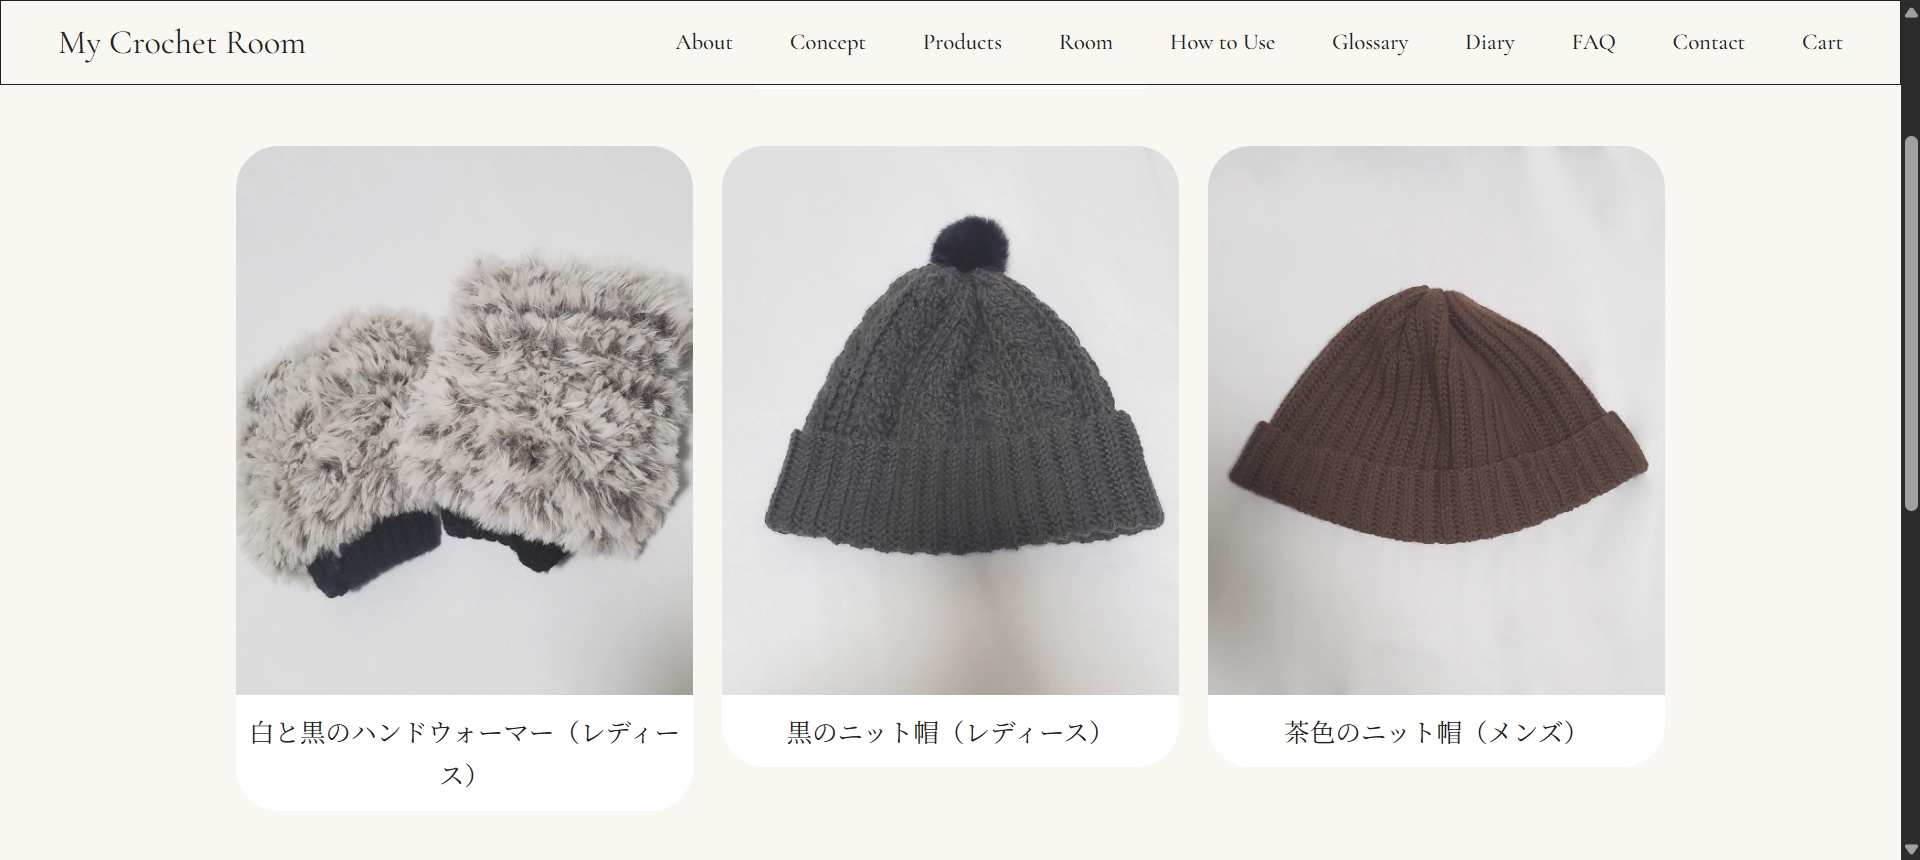 My Crochet Room
About Concept Products Room How to Use Glossary Diary FAQ Contact Cart
白と黒のハンドウォーマー（レディー
ス）
黒のニット帽（レディース）
茶色のニット帽（メンズ）